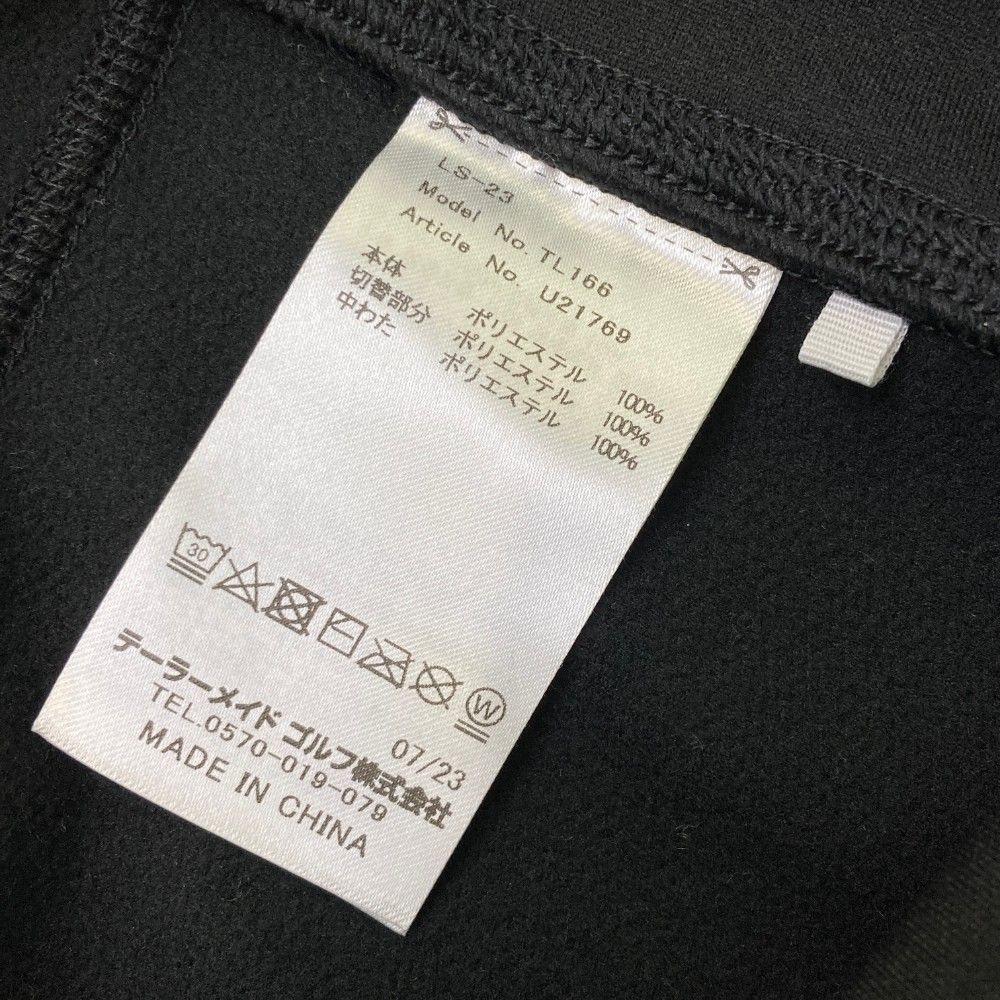 LS-23
Model No. TL166
Article No. U21769
本体 ポリエステル 100%
切替部分 ポリエステル 100%
中わた ポリエステル 100%
30
W
07/23
テーラーメイド ゴルフ株式会社
TEL.0570-019-079
MADE IN CHINA